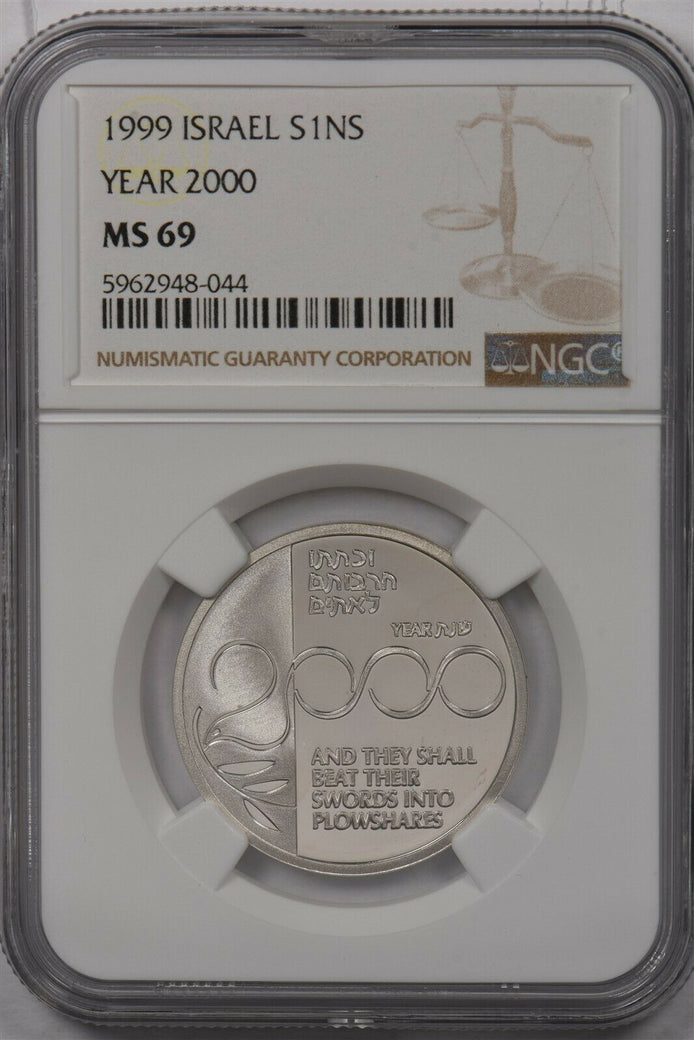 1999 ISRAEL S1NS
YEAR 2000
MS 69
5962948-044
NUMISMATIC GUARANTY CORPORATION
NGC
וכתתו
חרבותם
לאתים
YEAR שנת
2000
AND THEY SHALL
BEAT THEIR
SWORDS INTO
PLOWSHARES